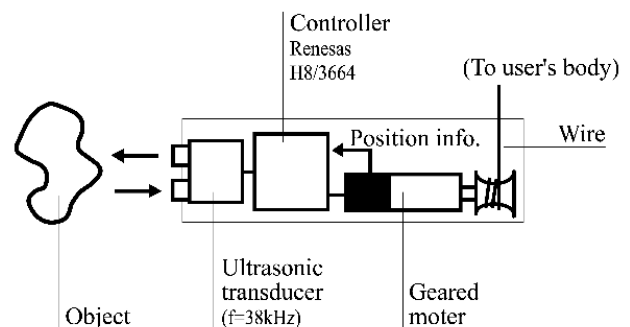 Controller
Renesas
H8/3664
(To user's body)
Position info.
Wire
Ultrasonic
transducer
(f=38kHz)
Geared
moter
Object